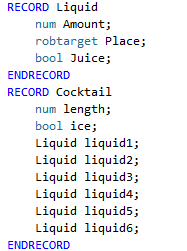 RECORD Liquid
num Amount;
robtarget Place;
bool Juice;
ENDRECORD
RECORD Cocktail
num length;
bool ice;
Liquid liquid1;
Liquid liquid2;
Liquid liquid3;
Liquid liquid4;
Liquid liquid5;
Liquid liquid6;
ENDRECORD